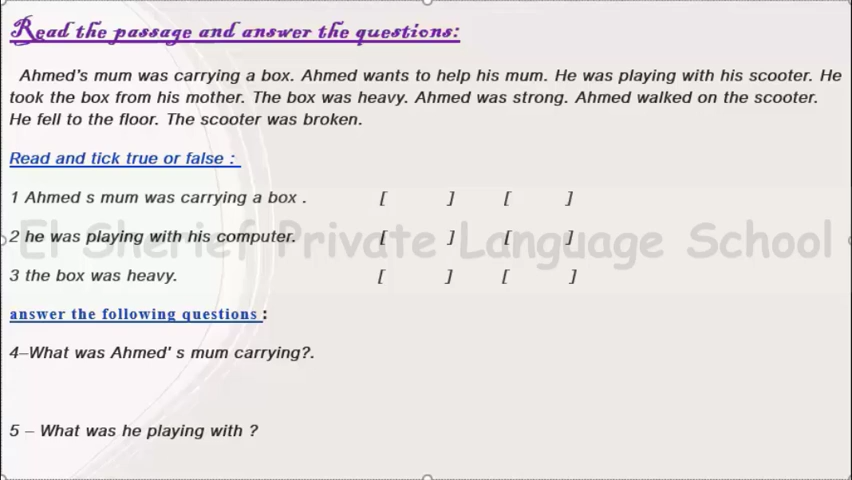 Read the passage and answer the questions:
Ahmed's mum was carrying a box. Ahmed wants to help his mum. He was playing with his scooter. He
took the box from his mother. The box was heavy. Ahmed was strong. Ahmed walked on the scooter.
He fell to the floor. The scooter was broken.
Read and tick true or false :
1 Ahmed s mum was carrying a box . [ ] [ ]
El Sherief Private Language School
2 he was playing with his computer. [ ] [ ]
3 the box was heavy. [ ] [ ]
answer the following questions :
4–What was Ahmed' s mum carrying?.
5 – What was he playing with ?